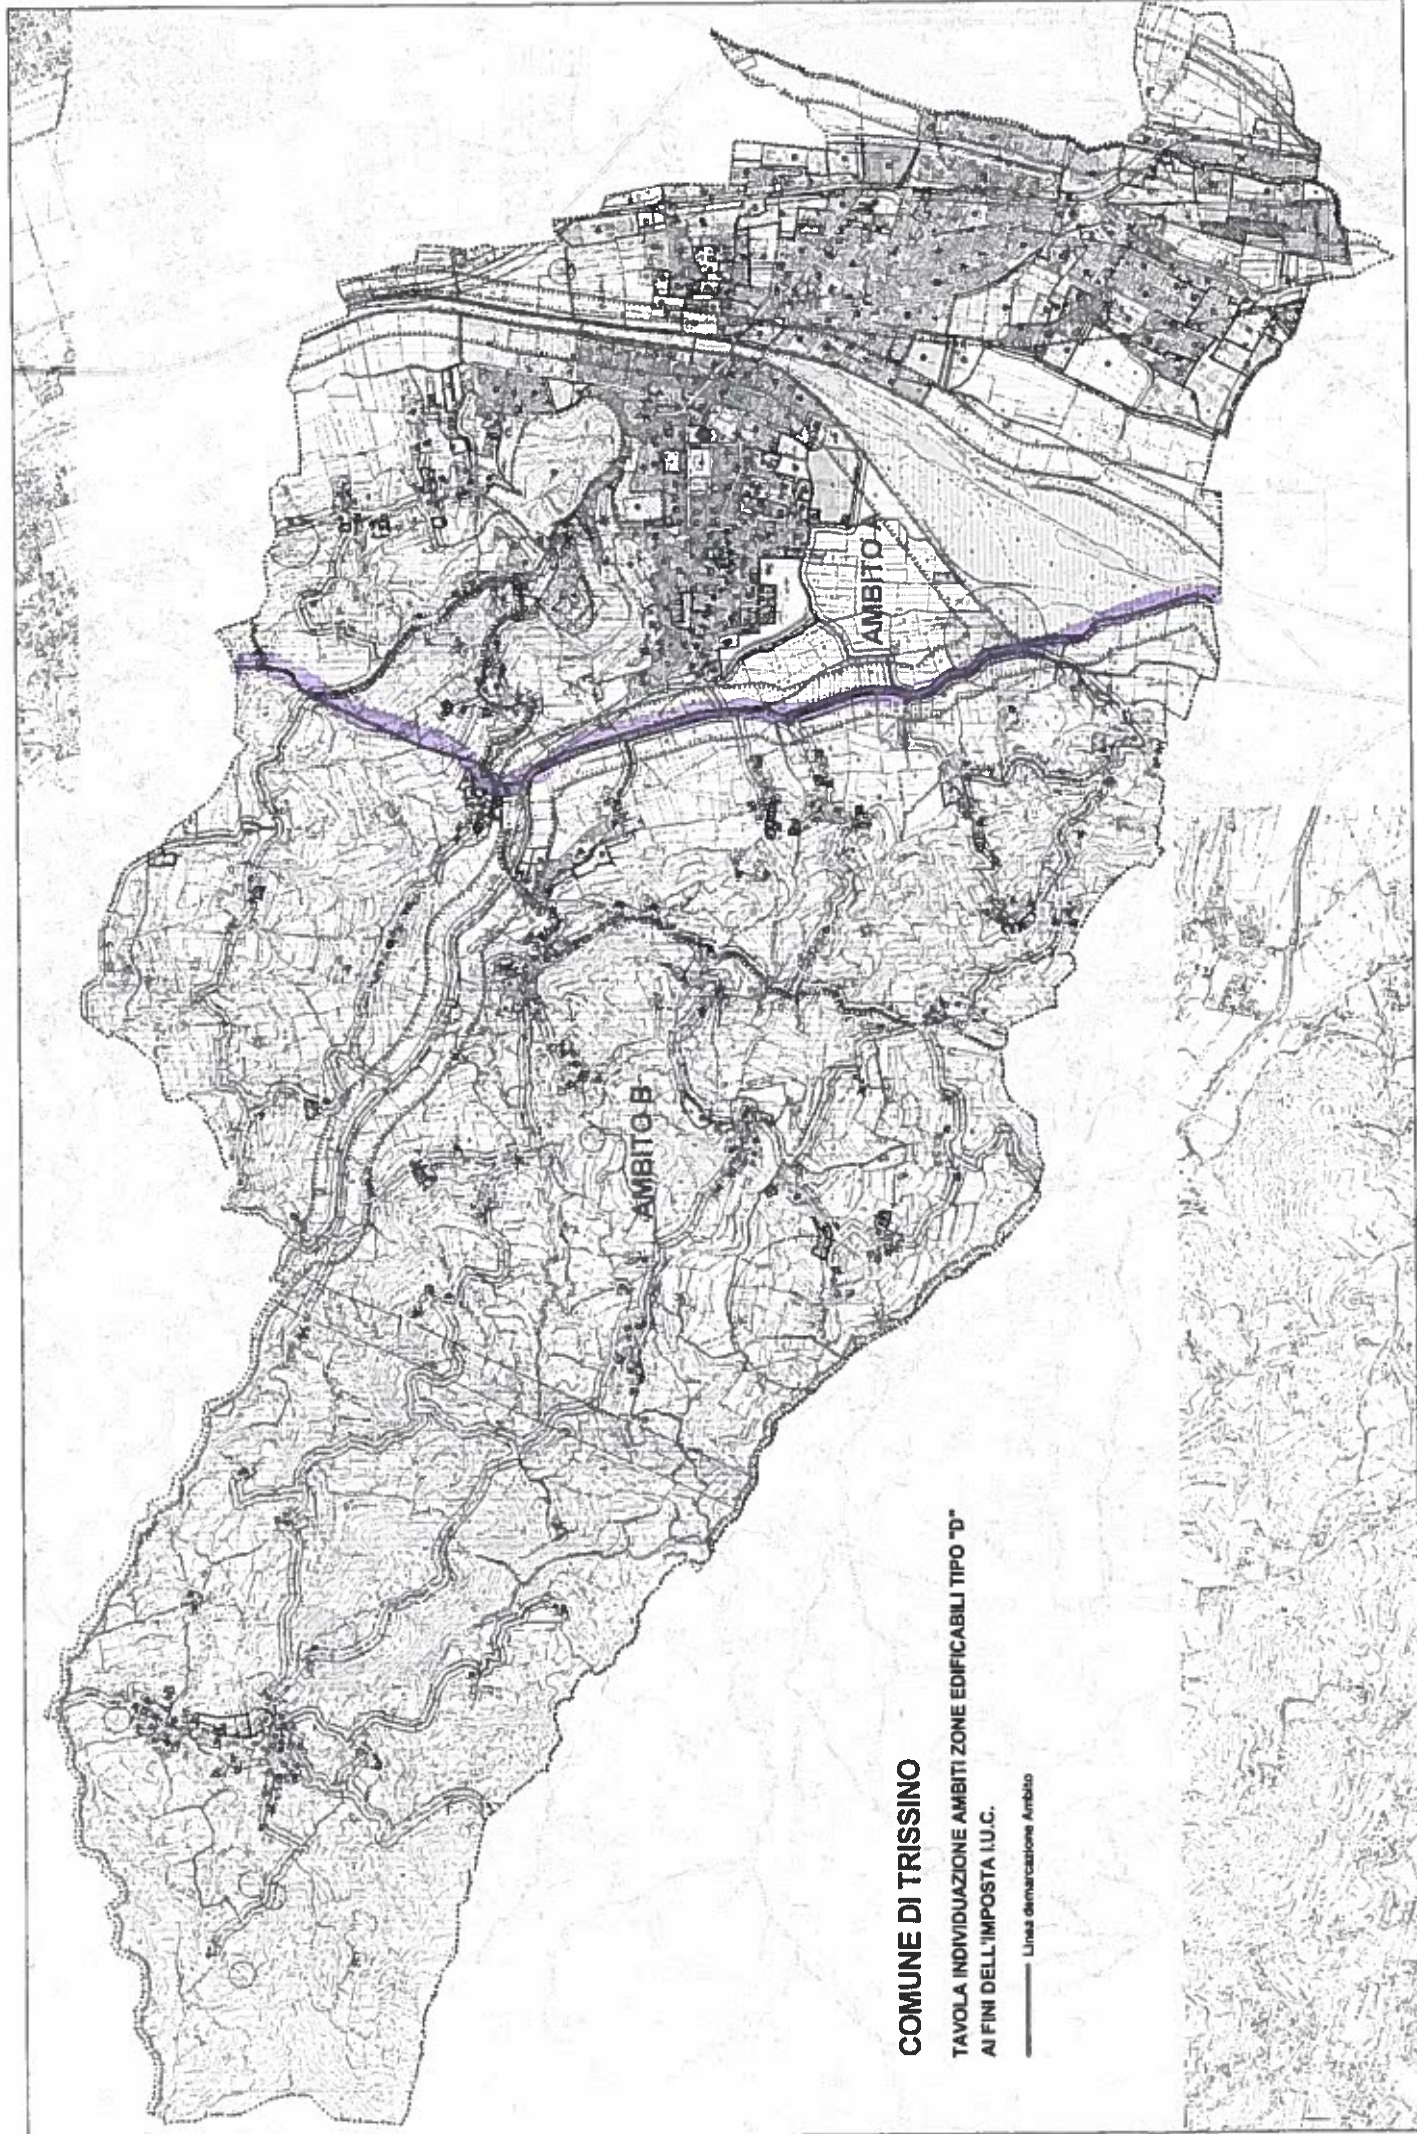 AMBITO
AMBITO B
COMUNE DI TRISSINO
TAVOLA INDIVIDUAZIONE AMBITI ZONE EDIFICABILI TIPO "D"
AI FINI DELL'IMPOSTA I.U.C.
Linea demarcazione Ambito